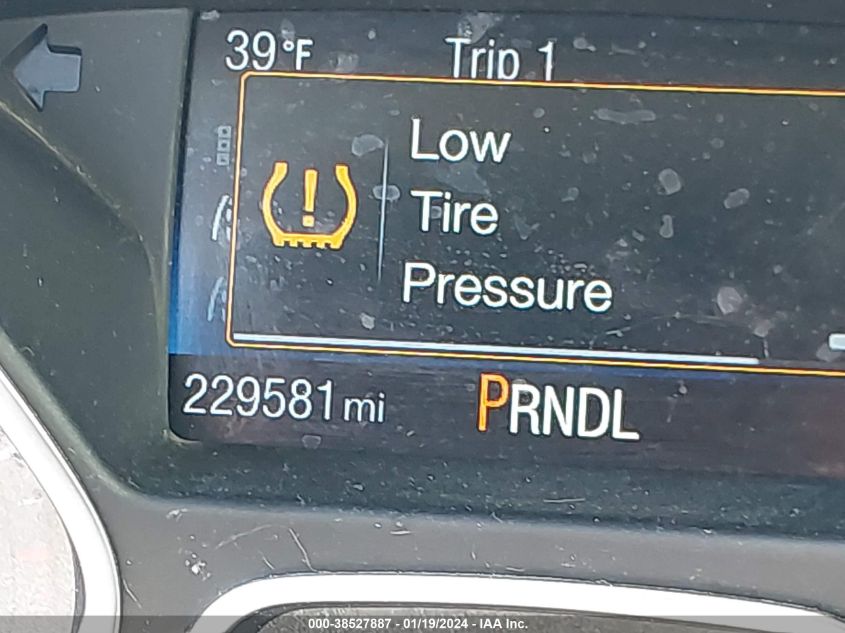 39°F Trip 1
Low
Tire
Pressure
229581 mi PRNDL
000-38527887 - 01/19/2024 - IAA Inc.